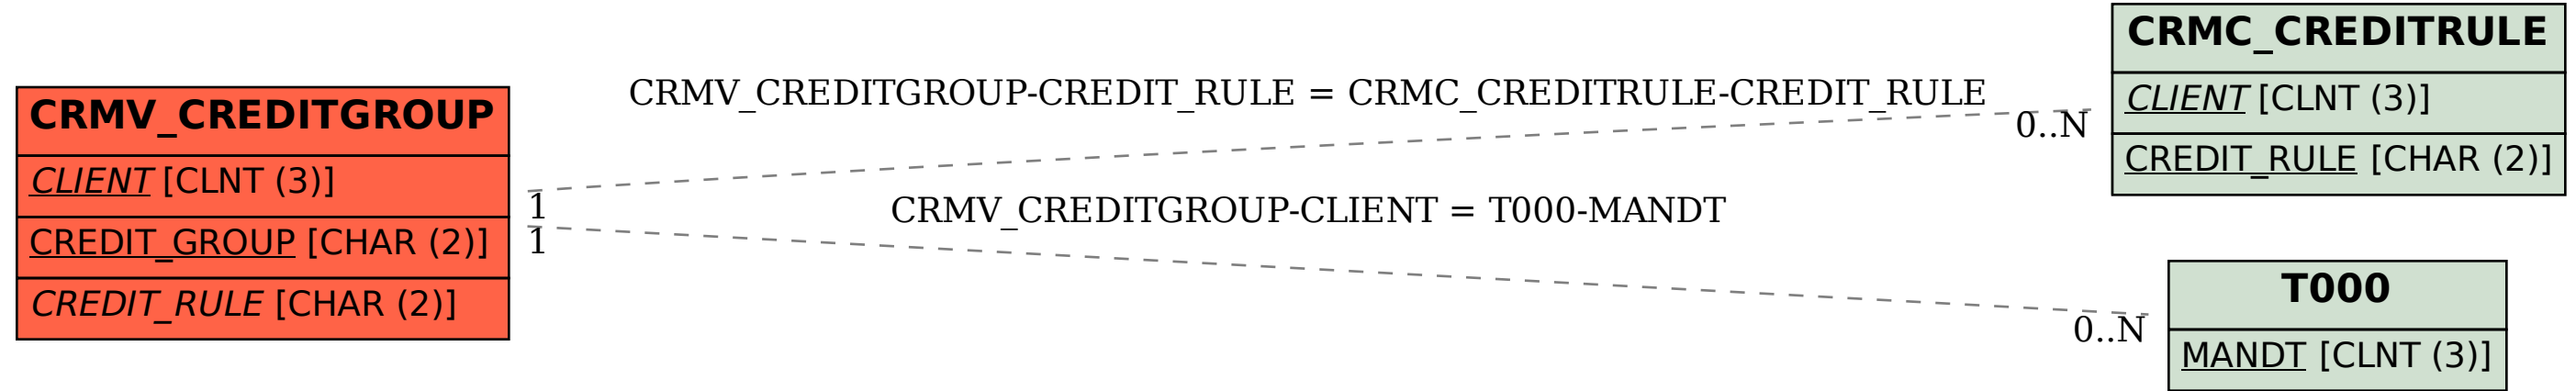 CRMV_CREDITGROUP
CLIENT [CLNT (3)]
CREDIT_GROUP [CHAR (2)]
CREDIT_RULE [CHAR (2)]
CRMV_CREDITGROUP-CREDIT_RULE = CRMC_CREDITRULE-CREDIT_RULE
0..N
1
CRMV_CREDITGROUP-CLIENT = T000-MANDT
1
0..N
CRMC_CREDITRULE
CLIENT [CLNT (3)]
CREDIT_RULE [CHAR (2)]
T000
MANDT [CLNT (3)]